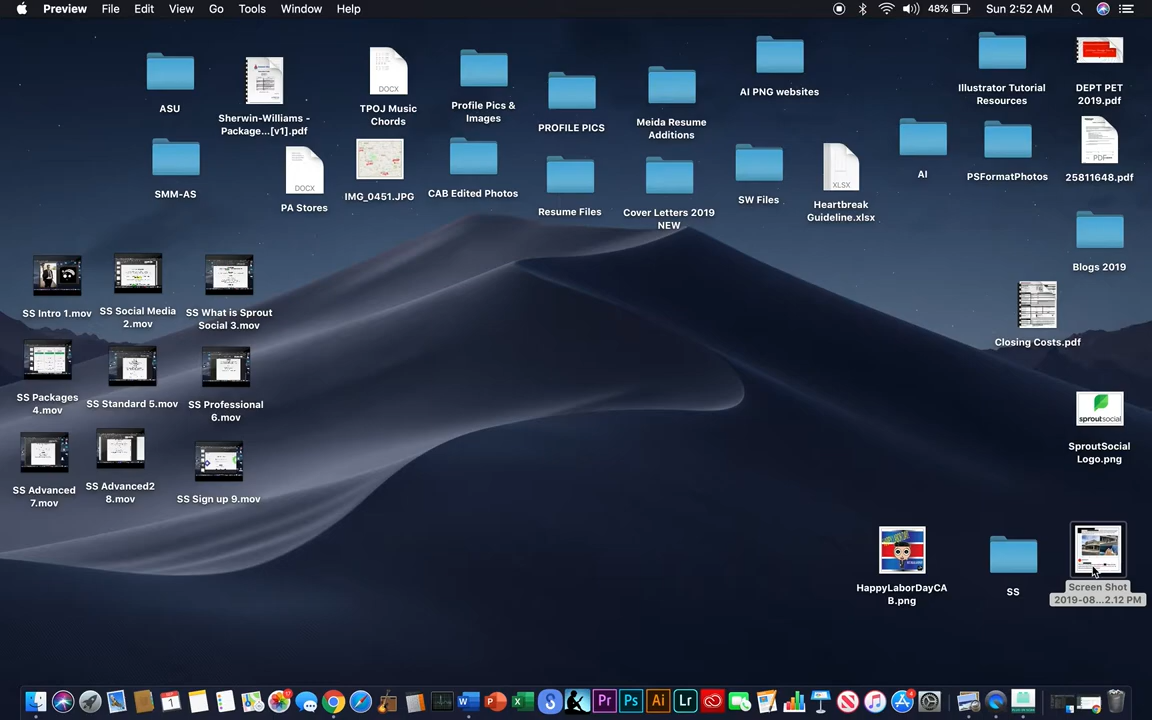 Preview File Edit View Go Tools Window Help 48% Sun 2:52 AM
ASU
Sherwin-Williams -
Package...[v1].pdf
DOCX
TPOJ Music
Chords
Profile Pics &
Images
PROFILE PICS
Meida Resume
Additions
AI PNG websites
Illustrator Tutorial
Resources
DEPT PET
2019.pdf
SMM-AS
DOCX
PA Stores
IMG_0451.JPG
CAB Edited Photos
Resume Files
Cover Letters 2019
NEW
SW Files
XLSX
Heartbreak
Guideline.xlsx
AI
PSFormatPhotos
PDF
25811648.pdf
Blogs 2019
SS Intro 1.mov
SS Social Media
2.mov
SS What is Sprout
Social 3.mov
Closing Costs.pdf
SS Packages
4.mov
SS Standard 5.mov
SS Professional
6.mov
sproutsocial
SproutSocial
Logo.png
SS Advanced
7.mov
SS Advanced2
8.mov
SS Sign up 9.mov
HappyLaborDayCA
B.png
SS
Screen Shot
2019-08...2.12 PM
Pr Ps Ai Lr